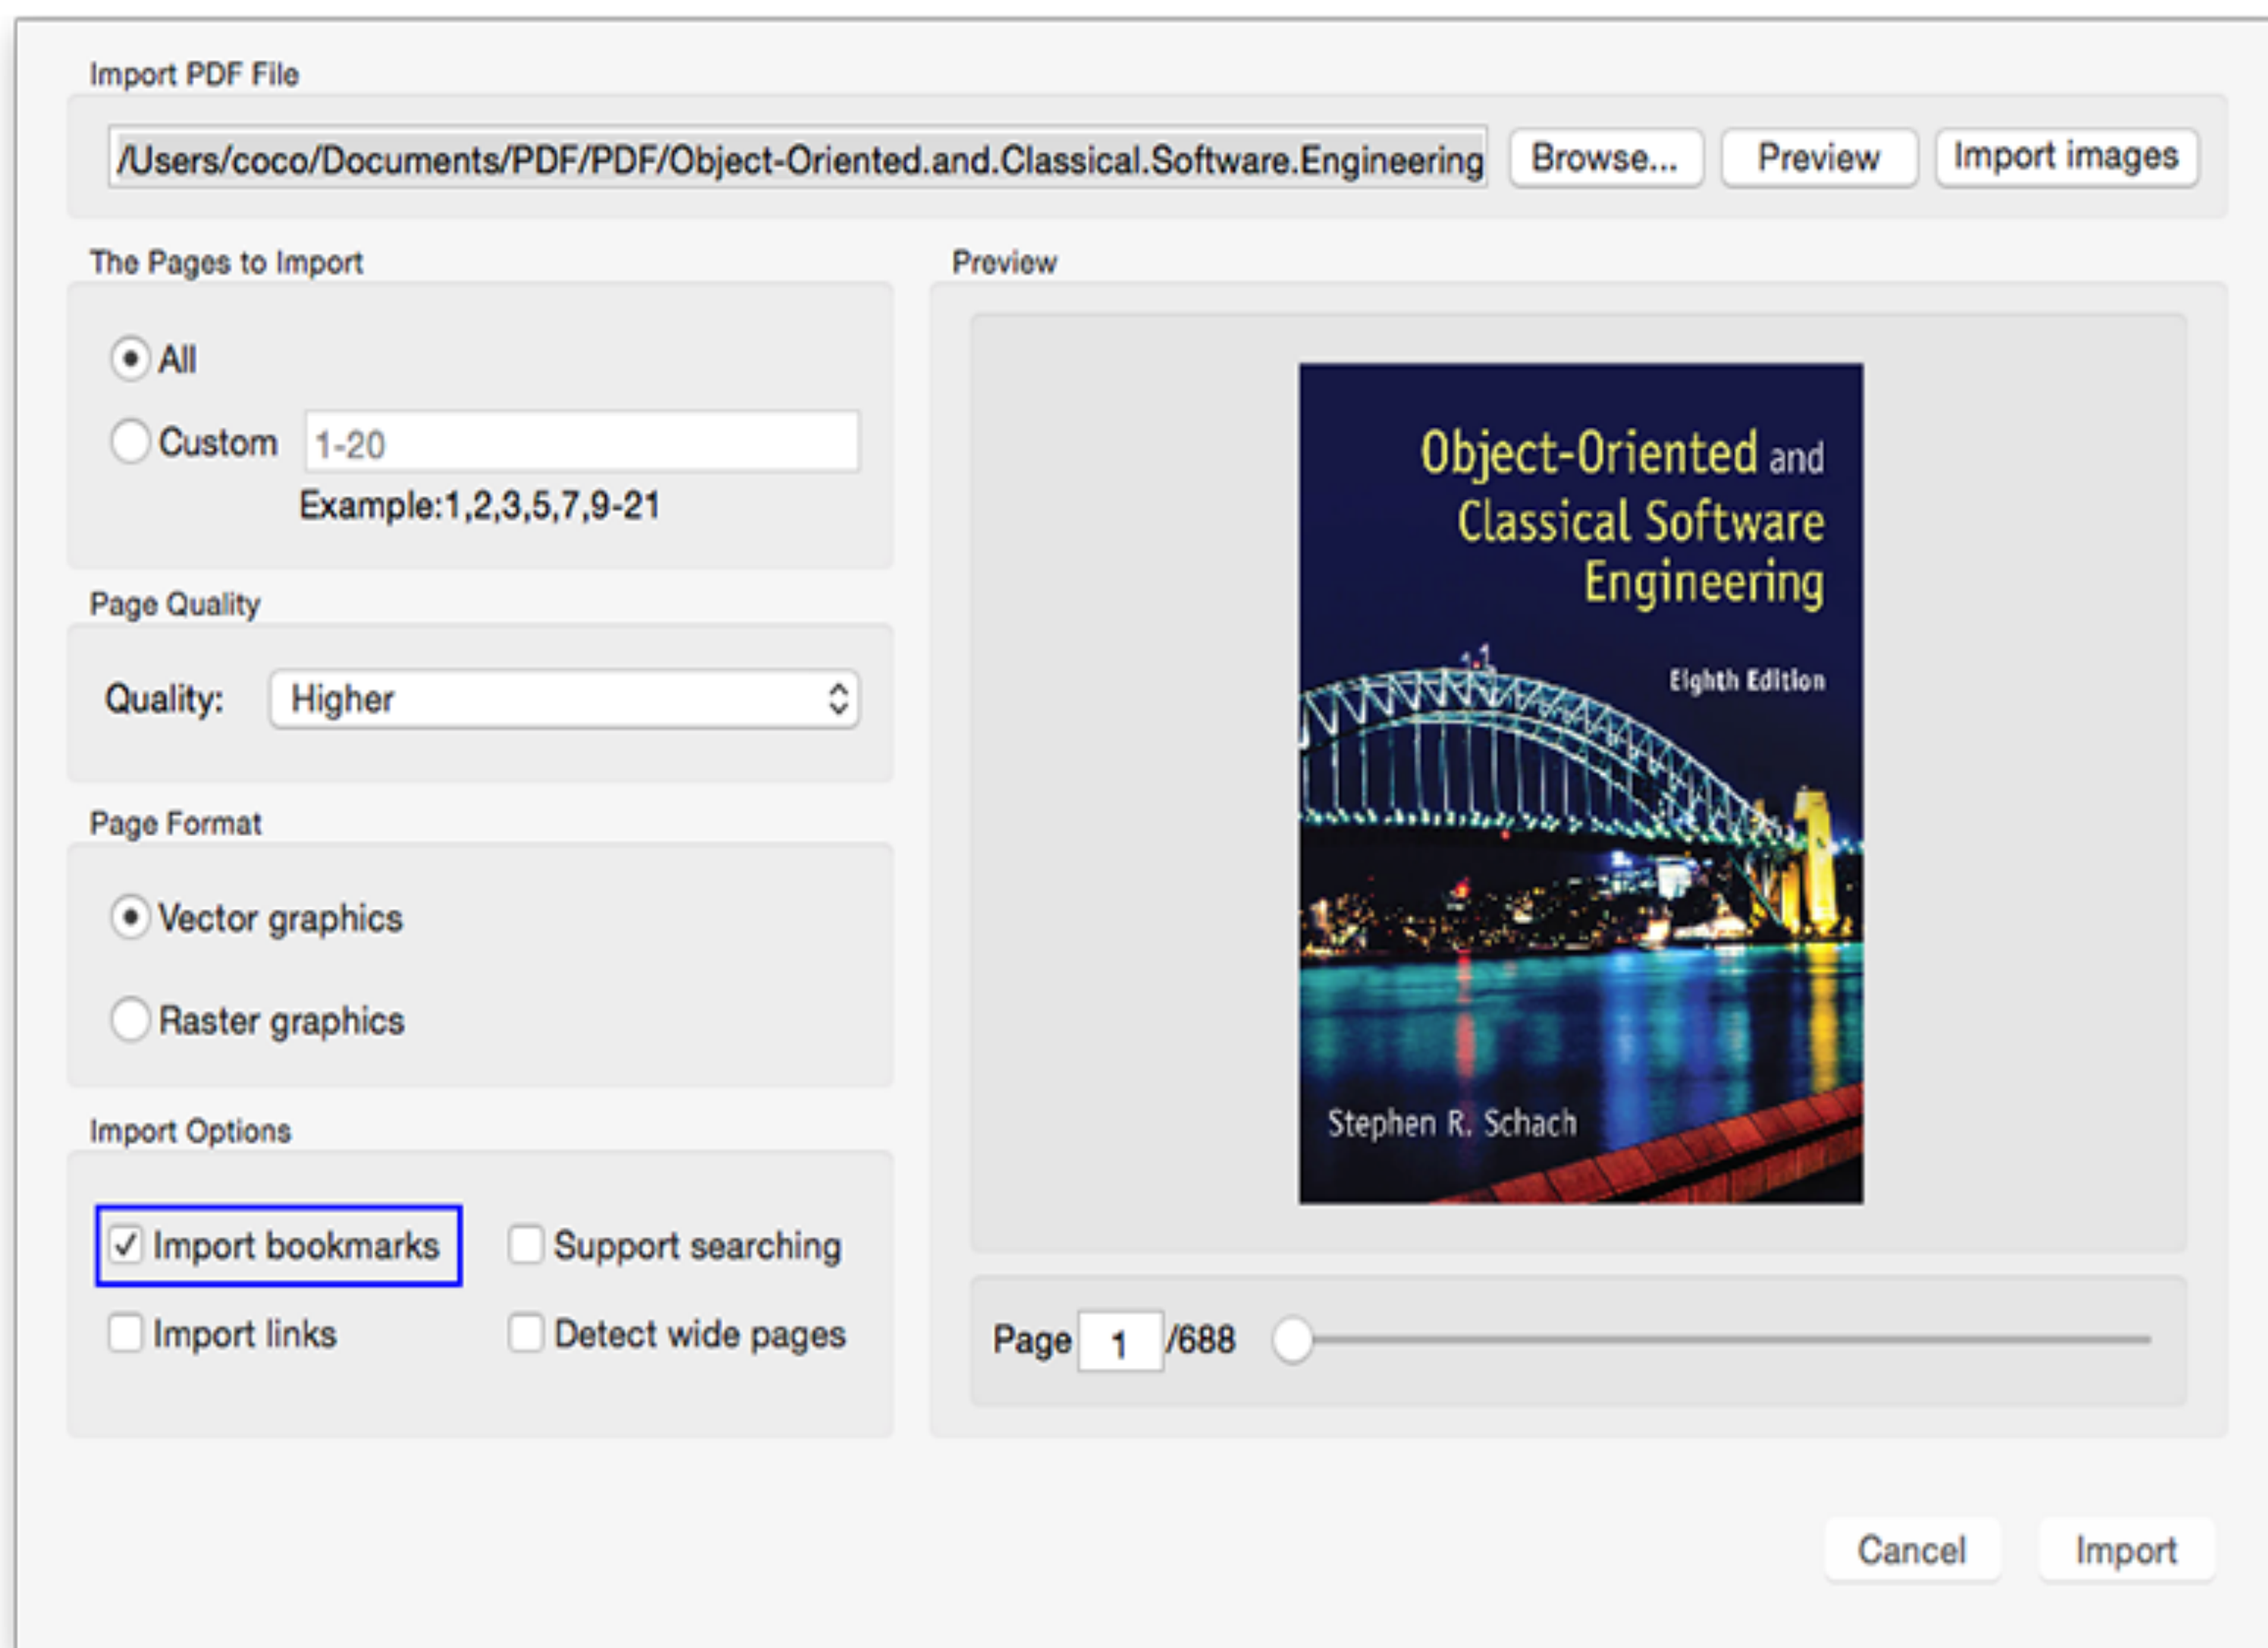 Import PDF File
/Users/coco/Documents/PDF/PDF/Object-Oriented.and.Classical.Software.Engineering
Browse...
Preview
Import images
The Pages to Import
All
Custom
1-20
Example:1,2,3,5,7,9-21
Page Quality
Quality:
Higher
Page Format
Vector graphics
Raster graphics
Import Options
Import bookmarks
Support searching
Import links
Detect wide pages
Preview
Object-Oriented and
Classical Software
Engineering
Eighth Edition
Stephen R. Schach
Page 1 /688
Cancel
Import